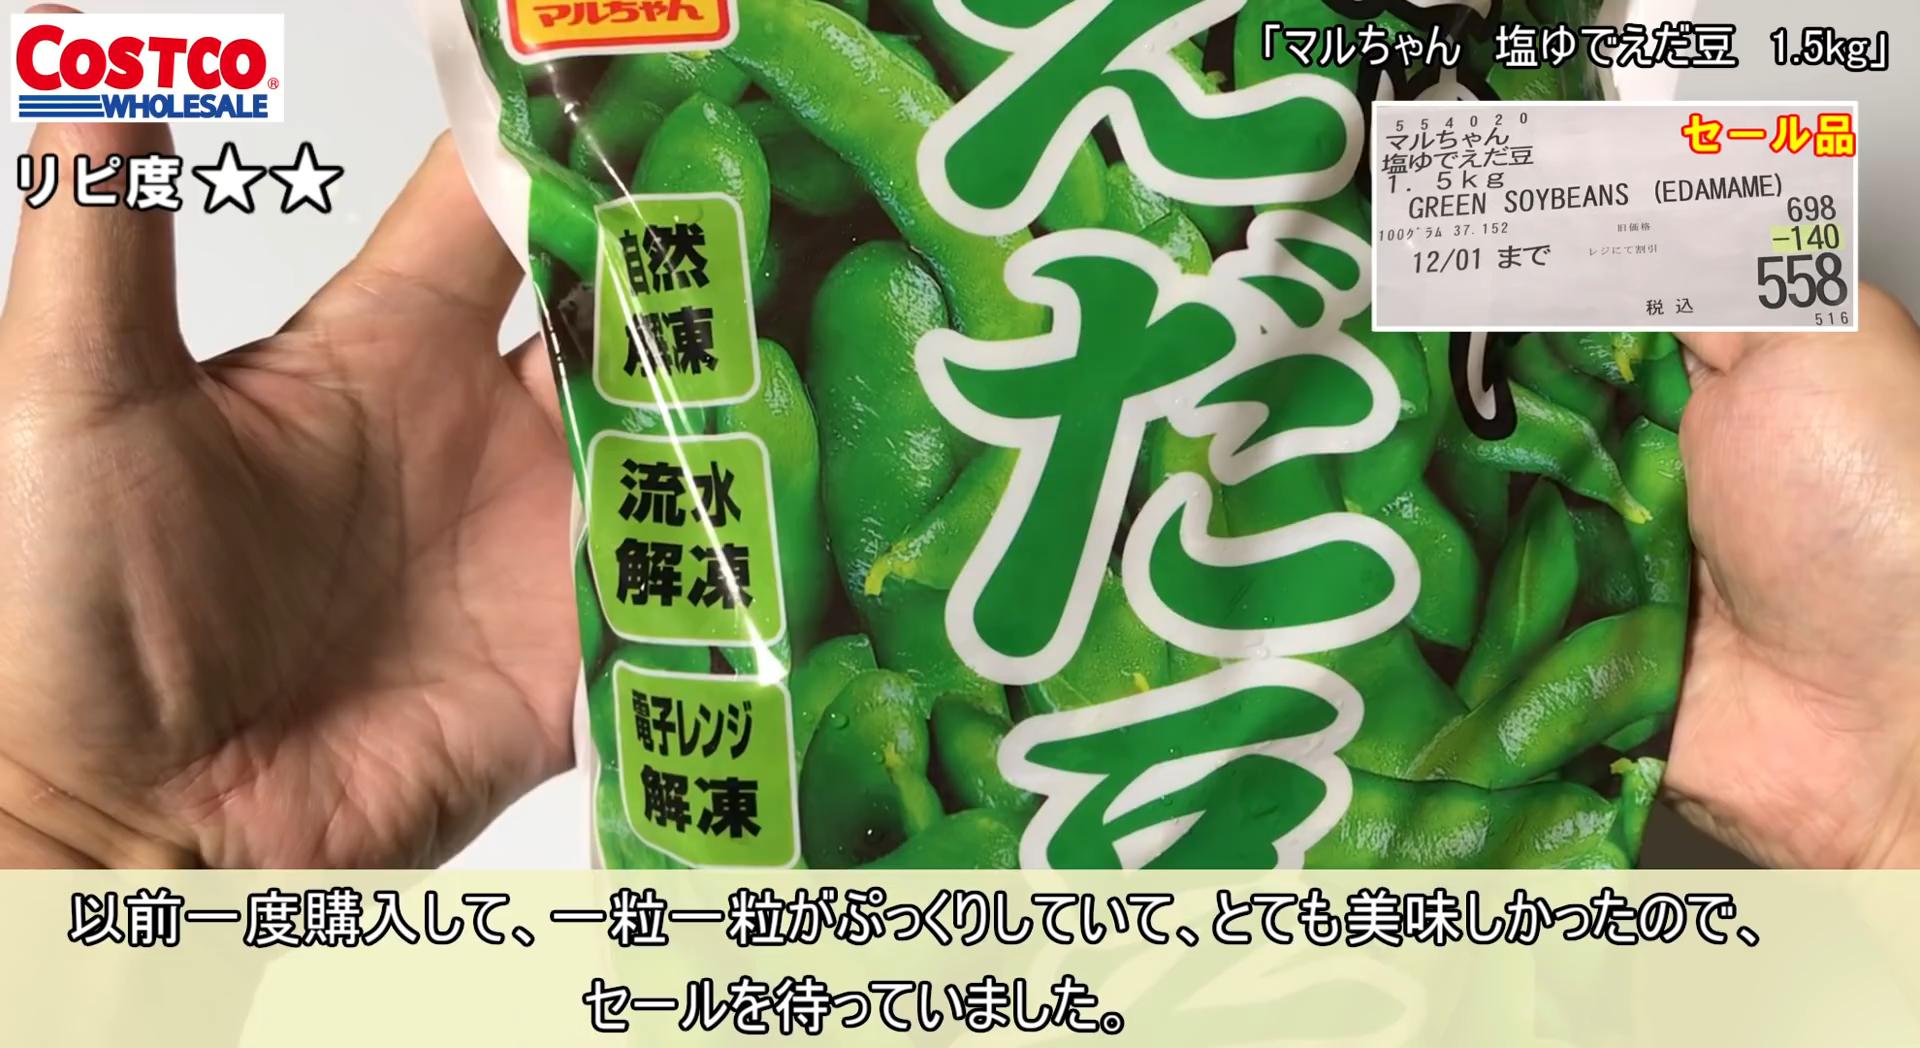 COSTCO
WHOLESALE
リピ度★★
マルちゃん
「マルちゃん 塩ゆでえだ豆 1.5kg」
554020
マルちゃん
塩ゆでえだ豆
1.5kg
セール品
GREEN SOYBEANS (EDAMAME)
698
100グラム 37.152
旧価格
-140
レジにて割引
12/01 まで
558
税込
516
えだ豆
自然
解凍
流水
解凍
電子レンジ
解凍
以前一度購入して、一粒一粒がぷっくりしていて、とても美味しかったので、
セールを待っていました。